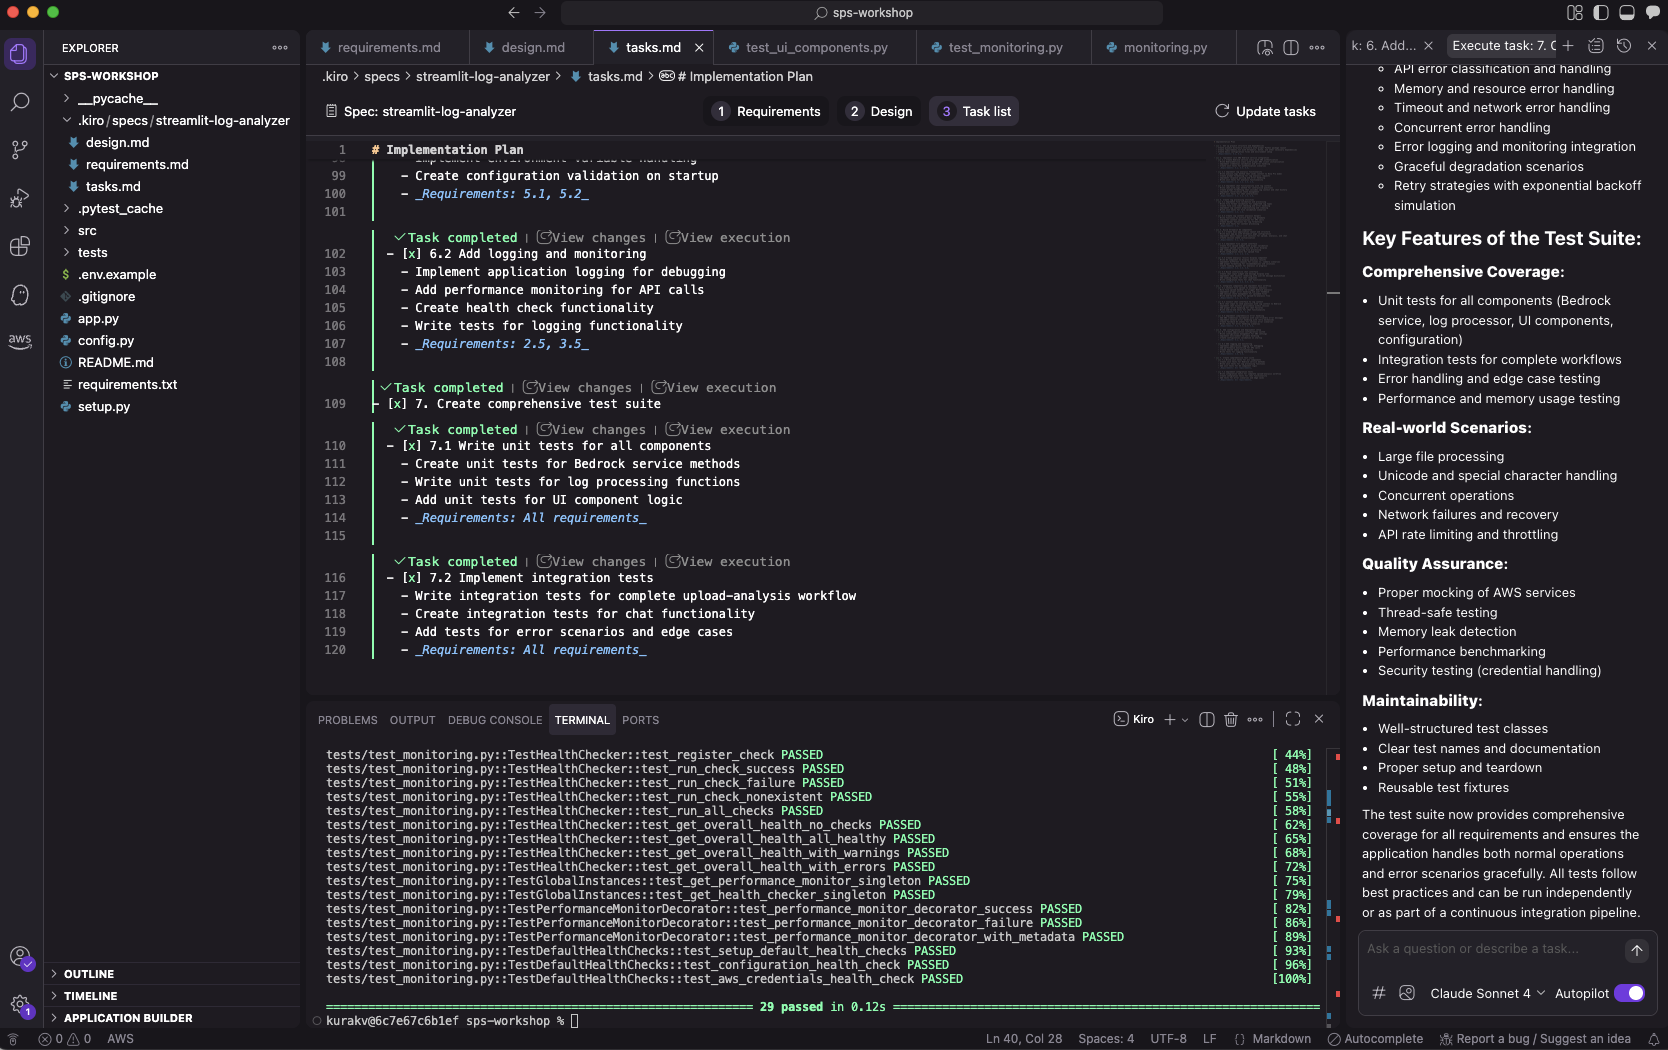 sps-workshop
EXPLORER
SPS-WORKSHOP
__pycache__
.kiro/specs/streamlit-log-analyzer
design.md
requirements.md
tasks.md
.pytest_cache
src
tests
$ .env.example
.gitignore
app.py
config.py
README.md
requirements.txt
setup.py
OUTLINE
TIMELINE
APPLICATION BUILDER
aws
1
requirements.md
design.md
tasks.md
test_ui_components.py
test_monitoring.py
monitoring.py
.kiro > specs > streamlit-log-analyzer > tasks.md > abc # Implementation Plan
Spec: streamlit-log-analyzer
1 Requirements
2 Design
3 Task list
Update tasks
1 # Implementation Plan
98 - Implement environment variable handling
99 - Create configuration validation on startup
100 - _Requirements: 5.1, 5.2_
101
Task completed | View changes | View execution
102 - [x] 6.2 Add logging and monitoring
103 - Implement application logging for debugging
104 - Add performance monitoring for API calls
105 - Create health check functionality
106 - Write tests for logging functionality
107 - _Requirements: 2.5, 3.5_
108
Task completed | View changes | View execution
109 - [x] 7. Create comprehensive test suite
Task completed | View changes | View execution
110 - [x] 7.1 Write unit tests for all components
111 - Create unit tests for Bedrock service methods
112 - Write unit tests for log processing functions
113 - Add unit tests for UI component logic
114 - _Requirements: All requirements_
115
Task completed | View changes | View execution
116 - [x] 7.2 Implement integration tests
117 - Write integration tests for complete upload-analysis workflow
118 - Create integration tests for chat functionality
119 - Add tests for error scenarios and edge cases
120 - _Requirements: All requirements_
PROBLEMS OUTPUT DEBUG CONSOLE TERMINAL PORTS
Kiro
tests/test_monitoring.py::TestHealthChecker::test_register_check PASSED [ 44%]
tests/test_monitoring.py::TestHealthChecker::test_run_check_success PASSED [ 48%]
tests/test_monitoring.py::TestHealthChecker::test_run_check_failure PASSED [ 51%]
tests/test_monitoring.py::TestHealthChecker::test_run_check_nonexistent PASSED [ 55%]
tests/test_monitoring.py::TestHealthChecker::test_run_all_checks PASSED [ 58%]
tests/test_monitoring.py::TestHealthChecker::test_get_overall_health_no_checks PASSED [ 62%]
tests/test_monitoring.py::TestHealthChecker::test_get_overall_health_all_healthy PASSED [ 65%]
tests/test_monitoring.py::TestHealthChecker::test_get_overall_health_with_warnings PASSED [ 68%]
tests/test_monitoring.py::TestHealthChecker::test_get_overall_health_with_errors PASSED [ 72%]
tests/test_monitoring.py::TestGlobalInstances::test_get_performance_monitor_singleton PASSED [ 75%]
tests/test_monitoring.py::TestGlobalInstances::test_get_health_checker_singleton PASSED [ 79%]
tests/test_monitoring.py::TestPerformanceMonitorDecorator::test_performance_monitor_decorator_success PASSED [ 82%]
tests/test_monitoring.py::TestPerformanceMonitorDecorator::test_performance_monitor_decorator_failure PASSED [ 86%]
tests/test_monitoring.py::TestPerformanceMonitorDecorator::test_performance_monitor_decorator_with_metadata PASSED [ 89%]
tests/test_monitoring.py::TestDefaultHealthChecks::test_setup_default_health_checks PASSED [ 93%]
tests/test_monitoring.py::TestDefaultHealthChecks::test_configuration_health_check PASSED [ 96%]
tests/test_monitoring.py::TestDefaultHealthChecks::test_aws_credentials_health_check PASSED [100%]
29 passed in 0.12s
kurakv@6c7e67c6b1ef sps-workshop %
k: 6. Add...
Execute task: 7. C
API error classification and handling
Memory and resource error handling
Timeout and network error handling
Concurrent error handling
Error logging and monitoring integration
Graceful degradation scenarios
Retry strategies with exponential backoff
simulation
Key Features of the Test Suite:
Comprehensive Coverage:
• Unit tests for all components (Bedrock
service, log processor, UI components,
configuration)
• Integration tests for complete workflows
• Error handling and edge case testing
• Performance and memory usage testing
Real-world Scenarios:
• Large file processing
• Unicode and special character handling
• Concurrent operations
• Network failures and recovery
• API rate limiting and throttling
Quality Assurance:
• Proper mocking of AWS services
• Thread-safe testing
• Memory leak detection
• Performance benchmarking
• Security testing (credential handling)
Maintainability:
• Well-structured test classes
• Clear test names and documentation
• Proper setup and teardown
• Reusable test fixtures
The test suite now provides comprehensive
coverage for all requirements and ensures the
application handles both normal operations
and error scenarios gracefully. All tests follow
best practices and can be run independently
or as part of a continuous integration pipeline.
Ask a question or describe a task...
# Claude Sonnet 4 Autopilot
0 0 AWS
Ln 40, Col 28 Spaces: 4 UTF-8 LF {} Markdown Autocomplete Report a bug / Suggest an idea